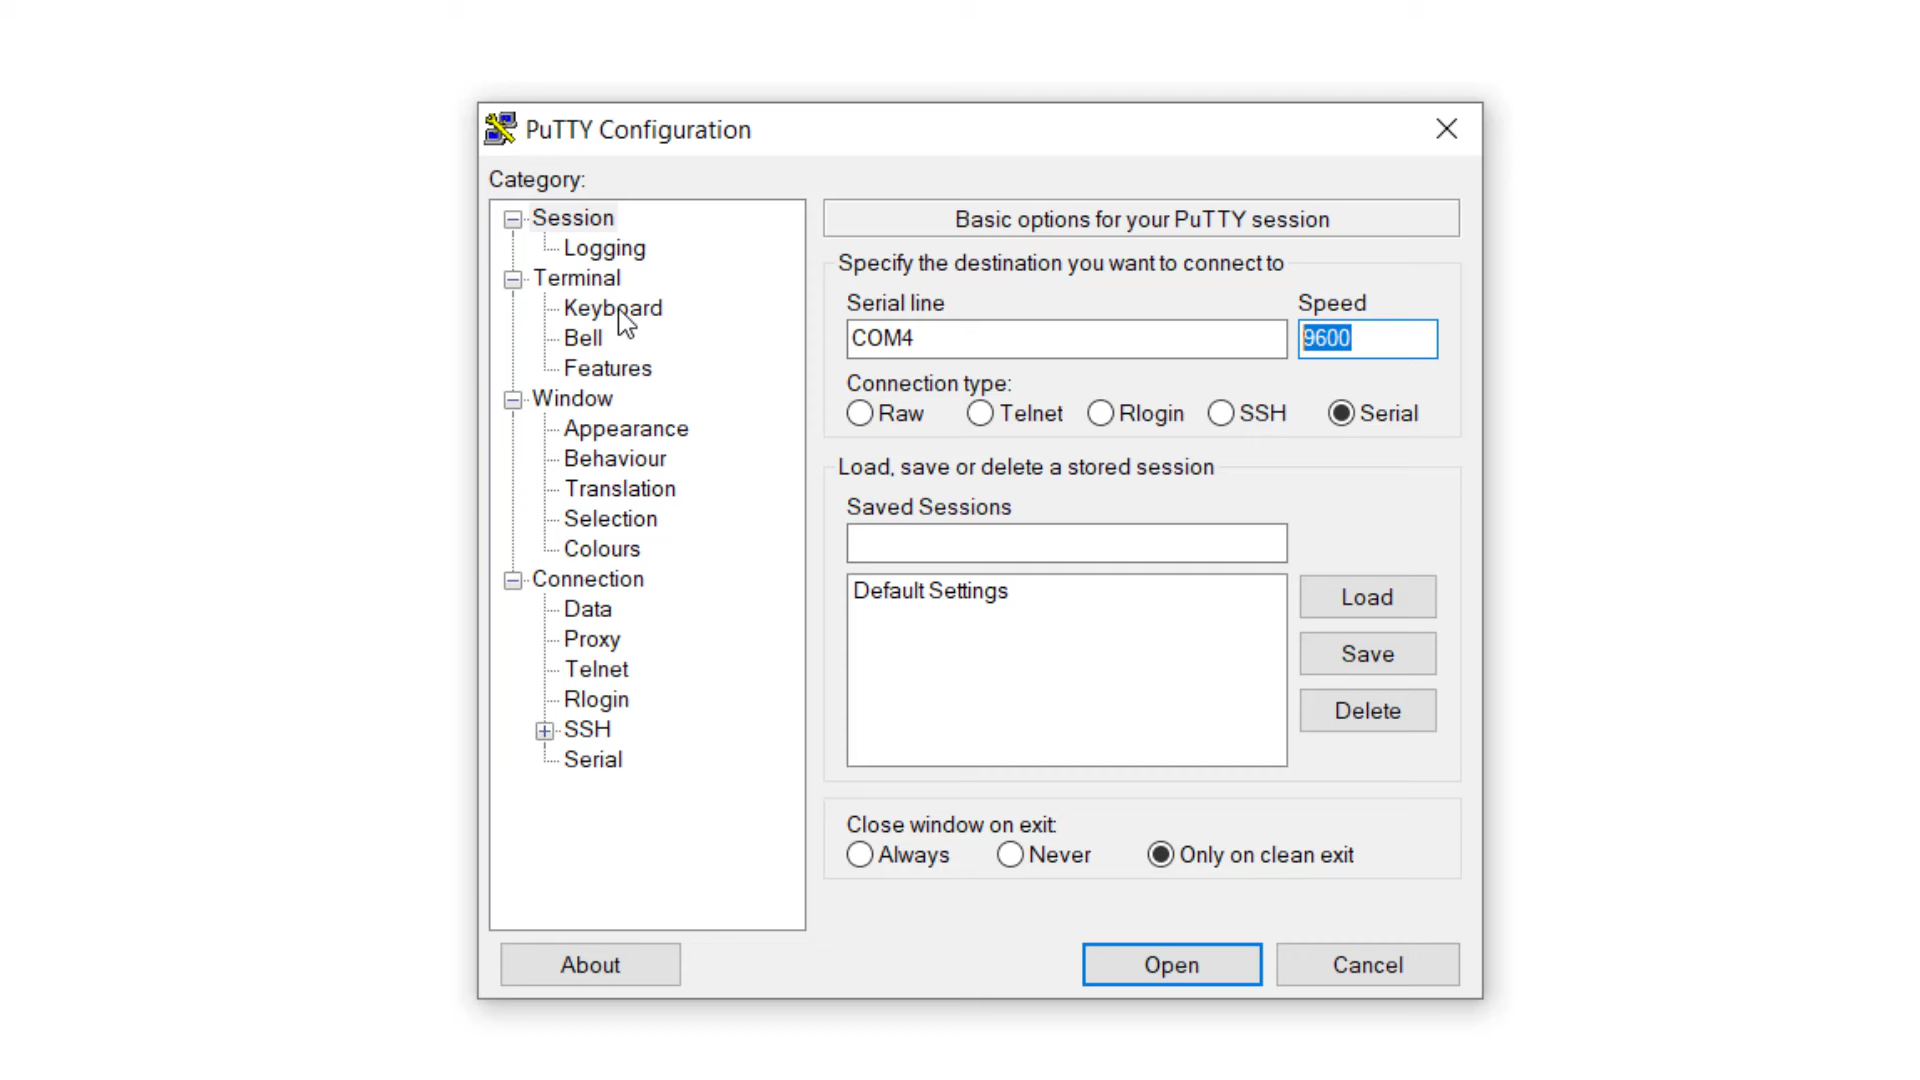 PuTTY Configuration
Category:
Session
Logging
Terminal
Keyboard
Bell
Features
Window
Appearance
Behaviour
Translation
Selection
Colours
Connection
Data
Proxy
Telnet
Rlogin
SSH
Serial
Basic options for your PuTTY session
Specify the destination you want to connect to
Serial line Speed
COM4 9600
Connection type:
Raw Telnet Rlogin SSH Serial
Load, save or delete a stored session
Saved Sessions
Default Settings
Load
Save
Delete
Close window on exit:
Always Never Only on clean exit
About Open Cancel